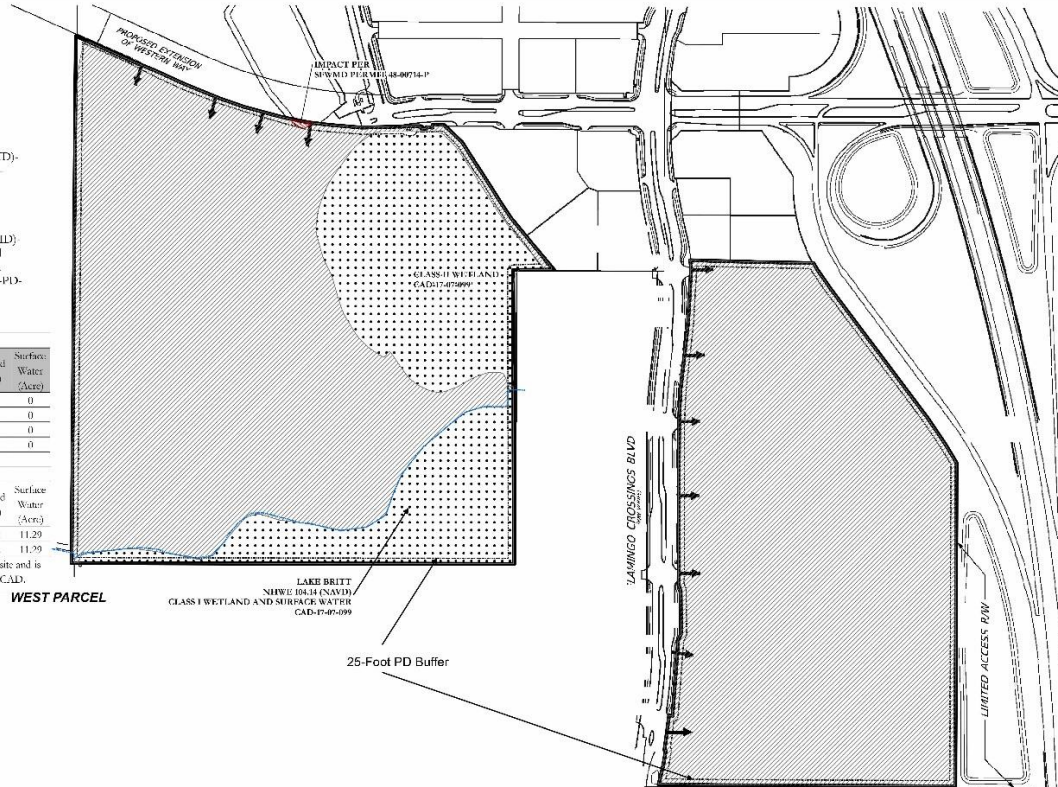 PROPOSED EXTENSION
OF WESTERN WAY
IMPACT PER
SFWMD PERMIT 48-00714-P
D)-
ID)-
-PD-
Surface
Water
(Acre)
0
0
0
0
Surface
Water
(Acre)
11.29
11.29
site and is
CAD.
WEST PARCEL
CLASS II WETLAND
CAD-17-07-099
LAKE BRITT
NHWE 104.14 (NAVD)
CLASS I WETLAND AND SURFACE WATER
CAD-17-07-099
25-Foot PD Buffer
FLAMINGO CROSSINGS BLVD
LIMITED ACCESS R/W